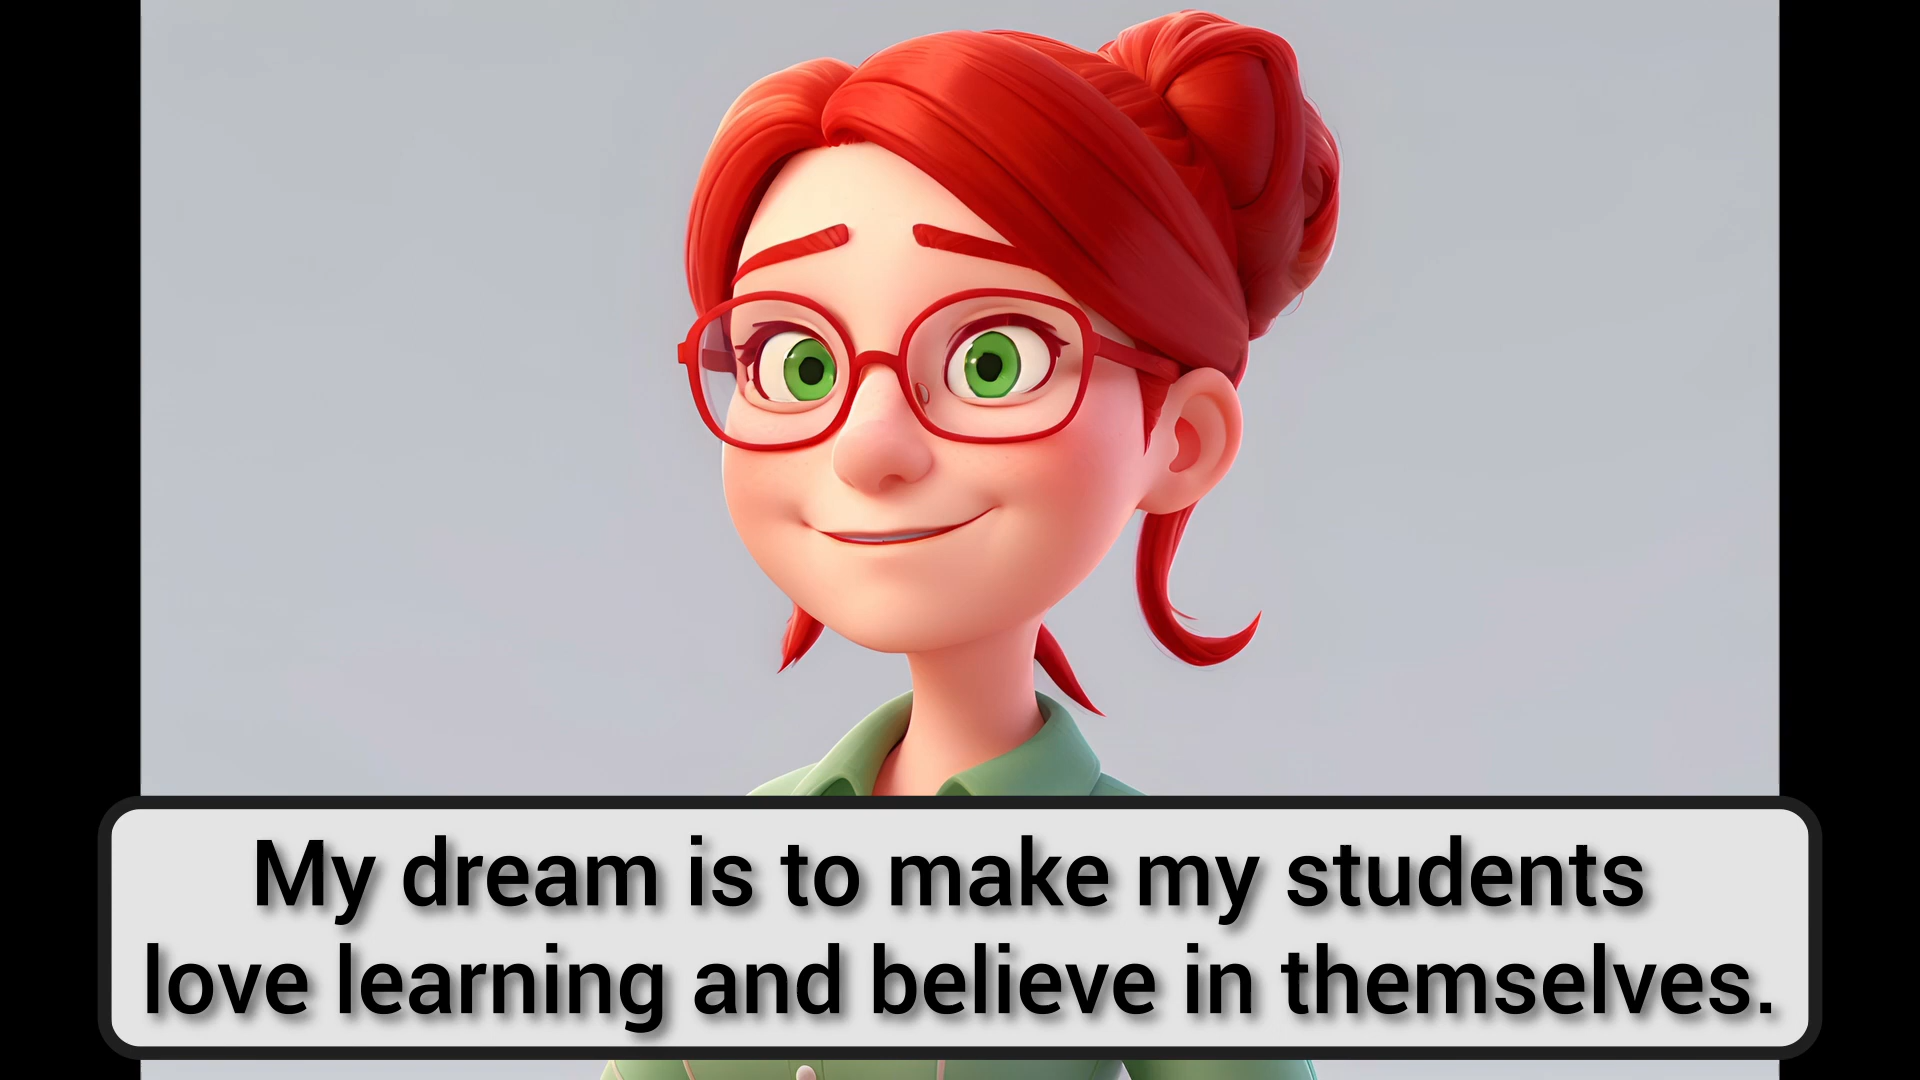 My dream is to make my students
love learning and believe in themselves.